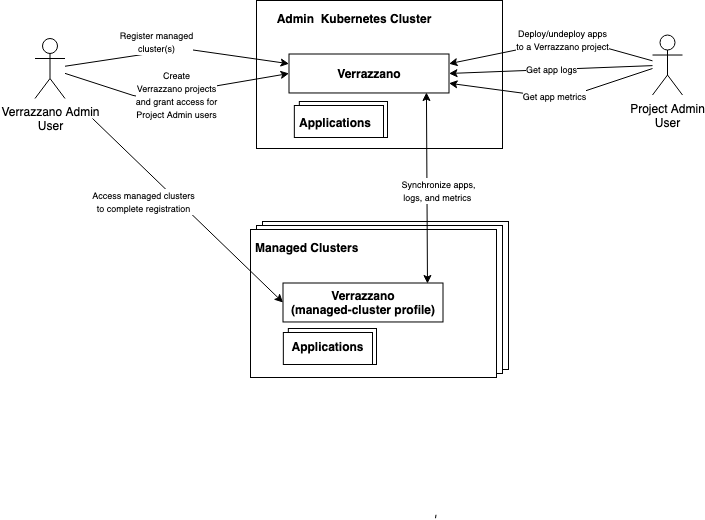 Admin  Kubernetes Cluster
Register managed
cluster(s)
Deploy/undeploy apps
to a Verrazzano project
Verrazzano
Get app logs
Create
Verrazzano projects
and grant access for
Project Admin users
Get app metrics
Verrazzano Admin
User
Project Admin
User
Applications
Access managed clusters
to complete registration
Synchronize apps,
logs, and metrics
Managed Clusters
Verrazzano
(managed-cluster profile)
Applications